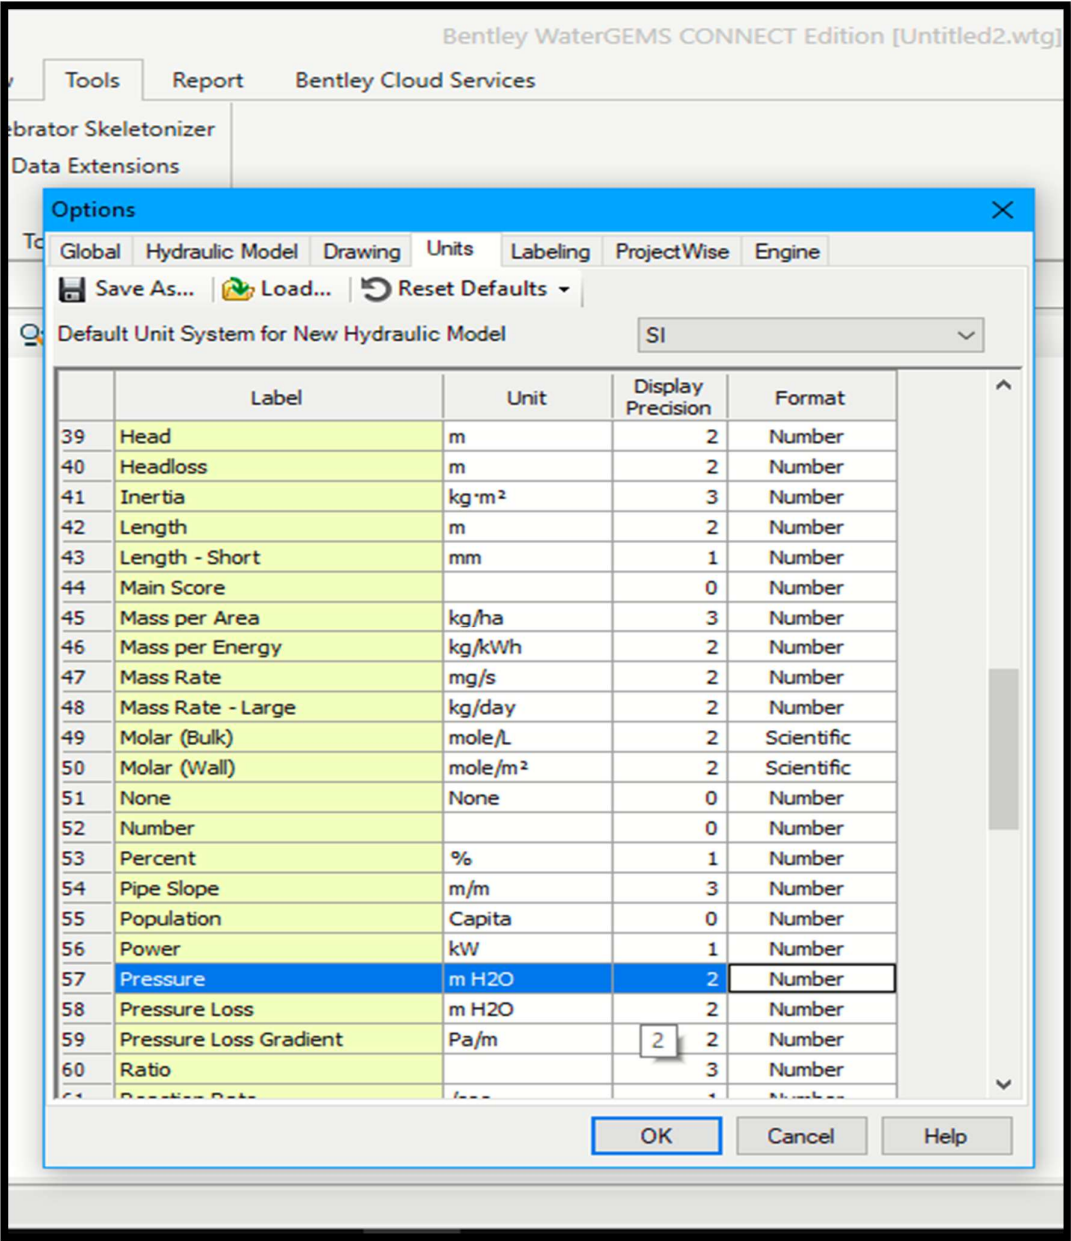 Bentley WaterGEMS CONNECT Edition [Untitled2.wtg]
Tools Report Bentley Cloud Services
Skeletonizer
Data Extensions
Options
Global Hydraulic Model Drawing Units Labeling ProjectWise Engine
Save As... Load... Reset Defaults
Default Unit System for New Hydraulic Model SI
Label Unit Display Precision Format
39 Head m 2 Number
40 Headloss m 2 Number
41 Inertia kg·m² 3 Number
42 Length m 2 Number
43 Length - Short mm 1 Number
44 Main Score 0 Number
45 Mass per Area kg/ha 3 Number
46 Mass per Energy kg/kWh 2 Number
47 Mass Rate mg/s 2 Number
48 Mass Rate - Large kg/day 2 Number
49 Molar (Bulk) mole/L 2 Scientific
50 Molar (Wall) mole/m² 2 Scientific
51 None None 0 Number
52 Number 0 Number
53 Percent % 1 Number
54 Pipe Slope m/m 3 Number
55 Population Capita 0 Number
56 Power kW 1 Number
57 Pressure m H2O 2 Number
58 Pressure Loss m H2O 2 Number
59 Pressure Loss Gradient Pa/m 2 2 Number
60 Ratio 3 Number
OK Cancel Help